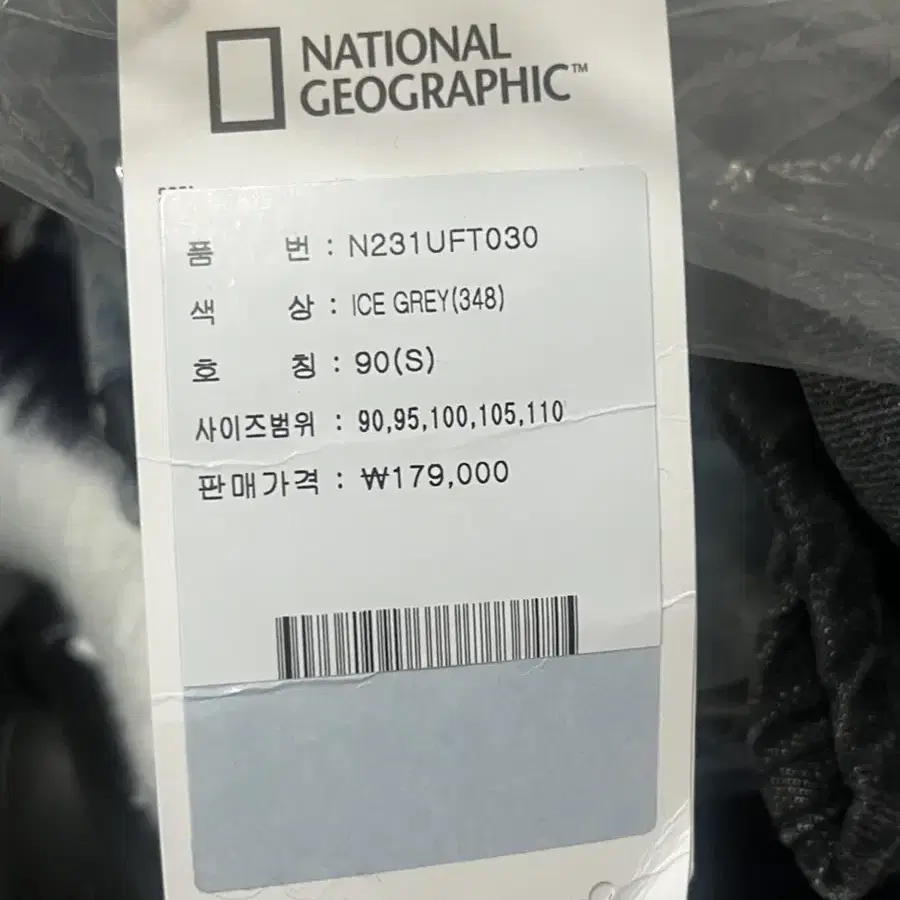 NATIONAL
GEOGRAPHIC™
품 번 : N231UFT030
색 상 : ICE GREY(348)
호 칭 : 90(S)
사이즈범위 : 90,95,100,105,110
판매가격 : ₩179,000